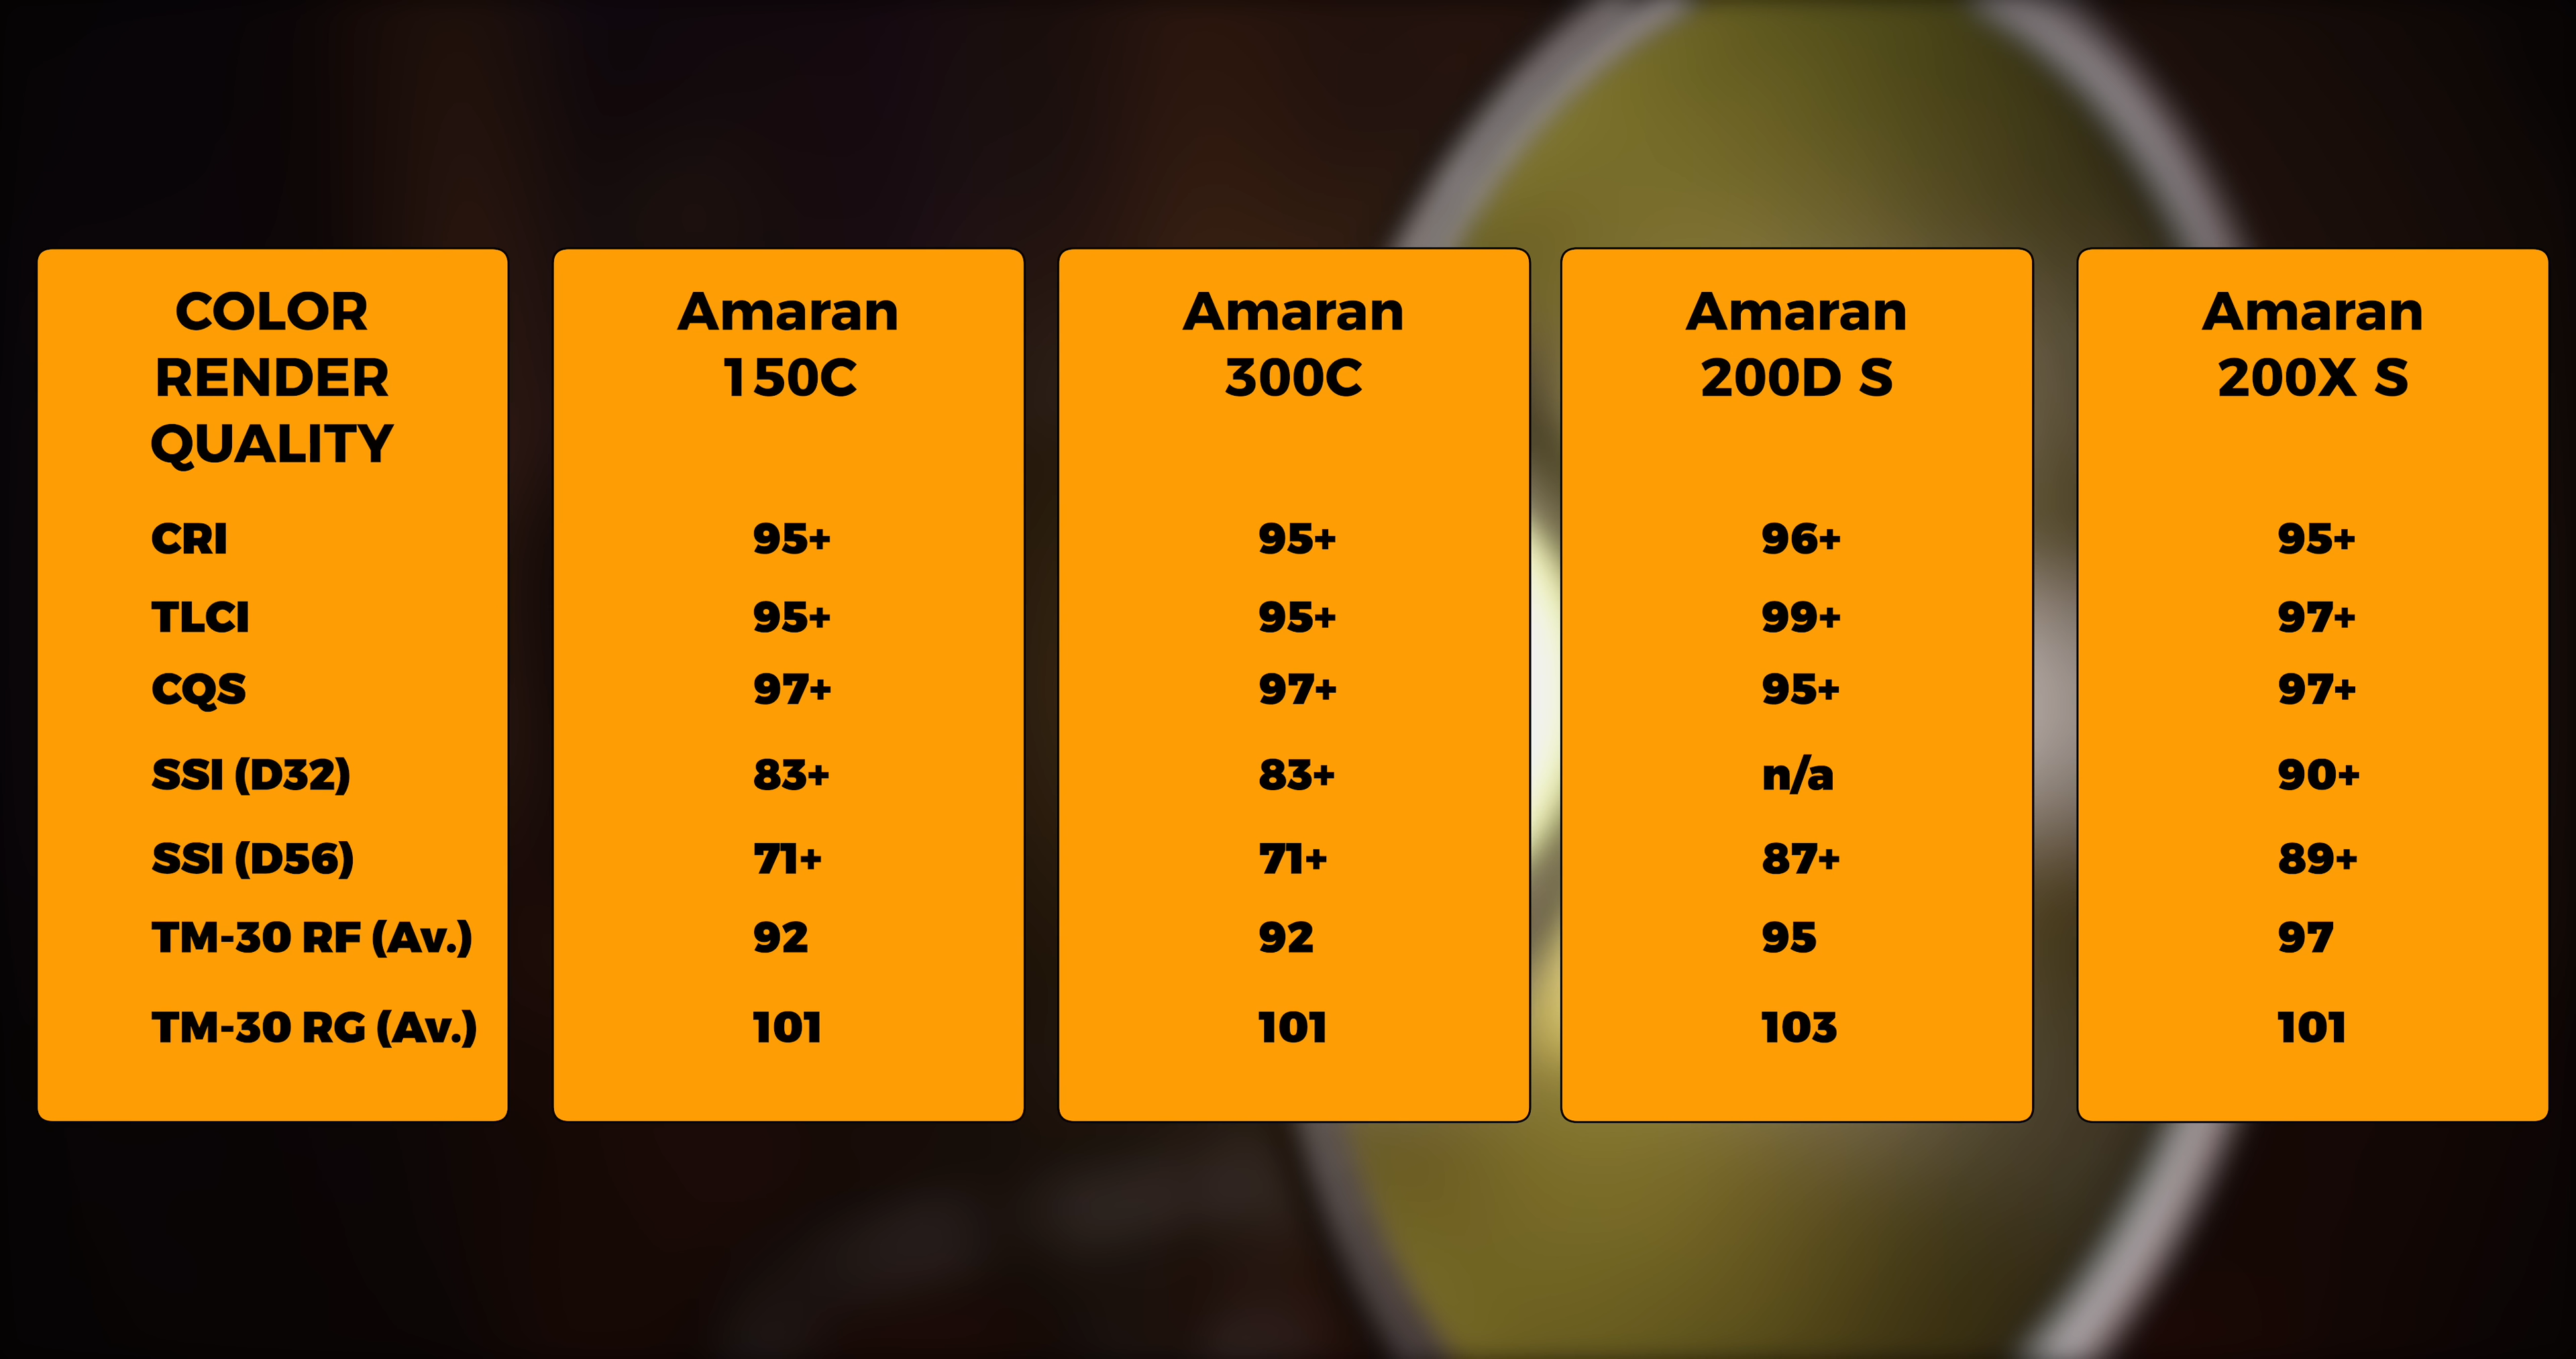 COLOR
RENDER
QUALITY
Amaran
150C
Amaran
300C
Amaran
200D S
Amaran
200X S
CRI 95+ 95+ 96+ 95+
TLCI 95+ 95+ 99+ 97+
CQS 97+ 97+ 95+ 97+
SSI (D32) 83+ 83+ n/a 90+
SSI (D56) 71+ 71+ 87+ 89+
TM-30 RF (Av.) 92 92 95 97
TM-30 RG (Av.) 101 101 103 101